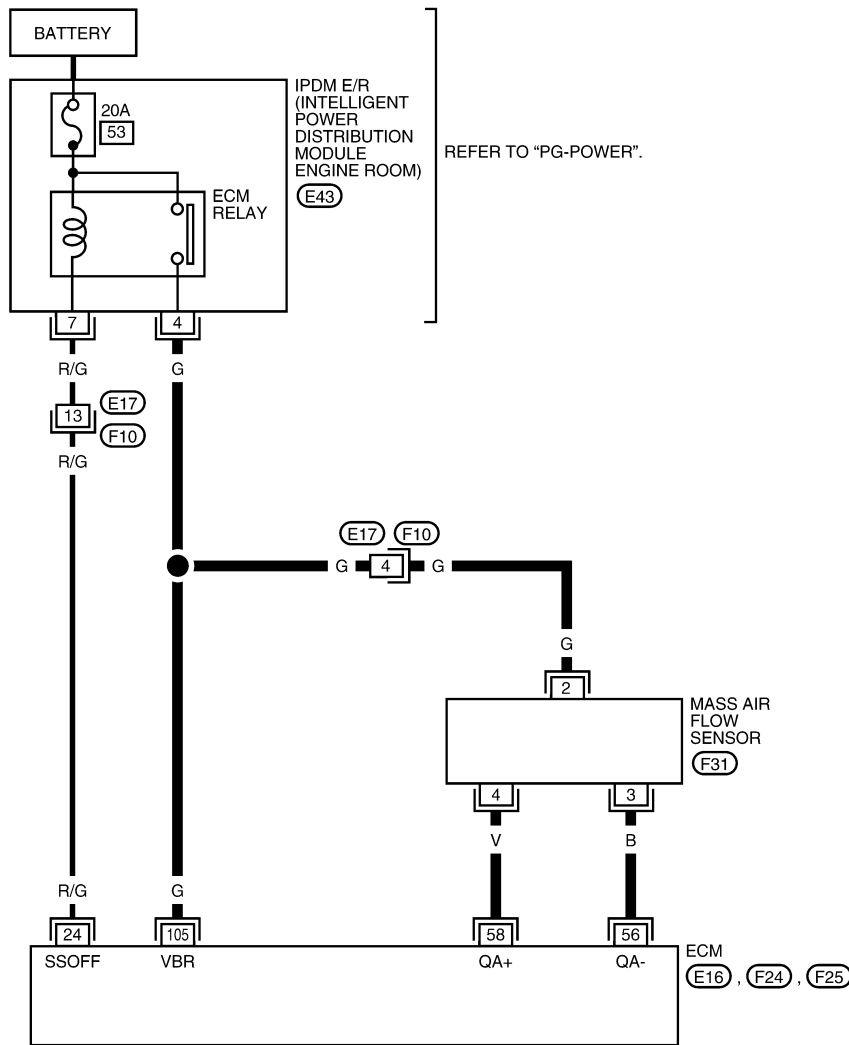 BATTERY
20A
53
IPDM E/R
(INTELLIGENT
POWER
DISTRIBUTION
MODULE
ENGINE ROOM)
E43
REFER TO “PG-POWER”.
ECM
RELAY
7
4
R/G
G
13
E17
F10
R/G
E17
F10
G
4
G
G
2
MASS AIR
FLOW
SENSOR
F31
4
3
V
B
R/G
G
24
105
58
56
SSOFF
VBR
QA+
QA-
ECM
E16 , F24 , F25